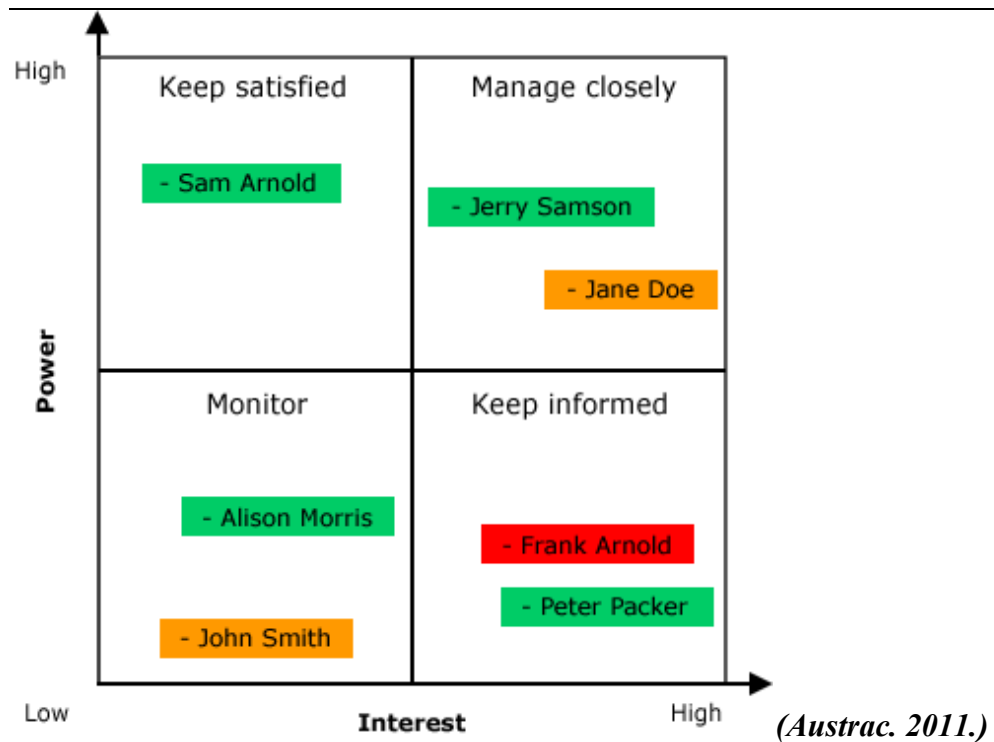 High
Keep satisfied
Manage closely
- Sam Arnold
- Jerry Samson
- Jane Doe
Power
Monitor
Keep informed
- Alison Morris
- Frank Arnold
- Peter Packer
- John Smith
Low
Interest
High
(Austrac. 2011.)